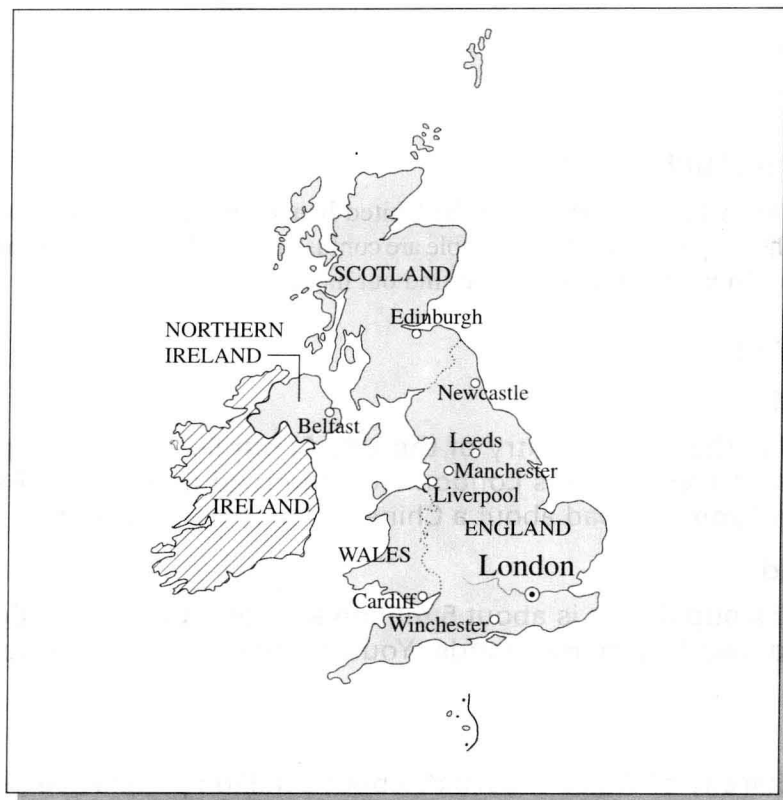 SCOTLAND
Edinburgh
NORTHERN
IRELAND
Newcastle
Belfast
Leeds
Manchester
Liverpool
IRELAND
ENGLAND
WALES
London
Cardiff
Winchester